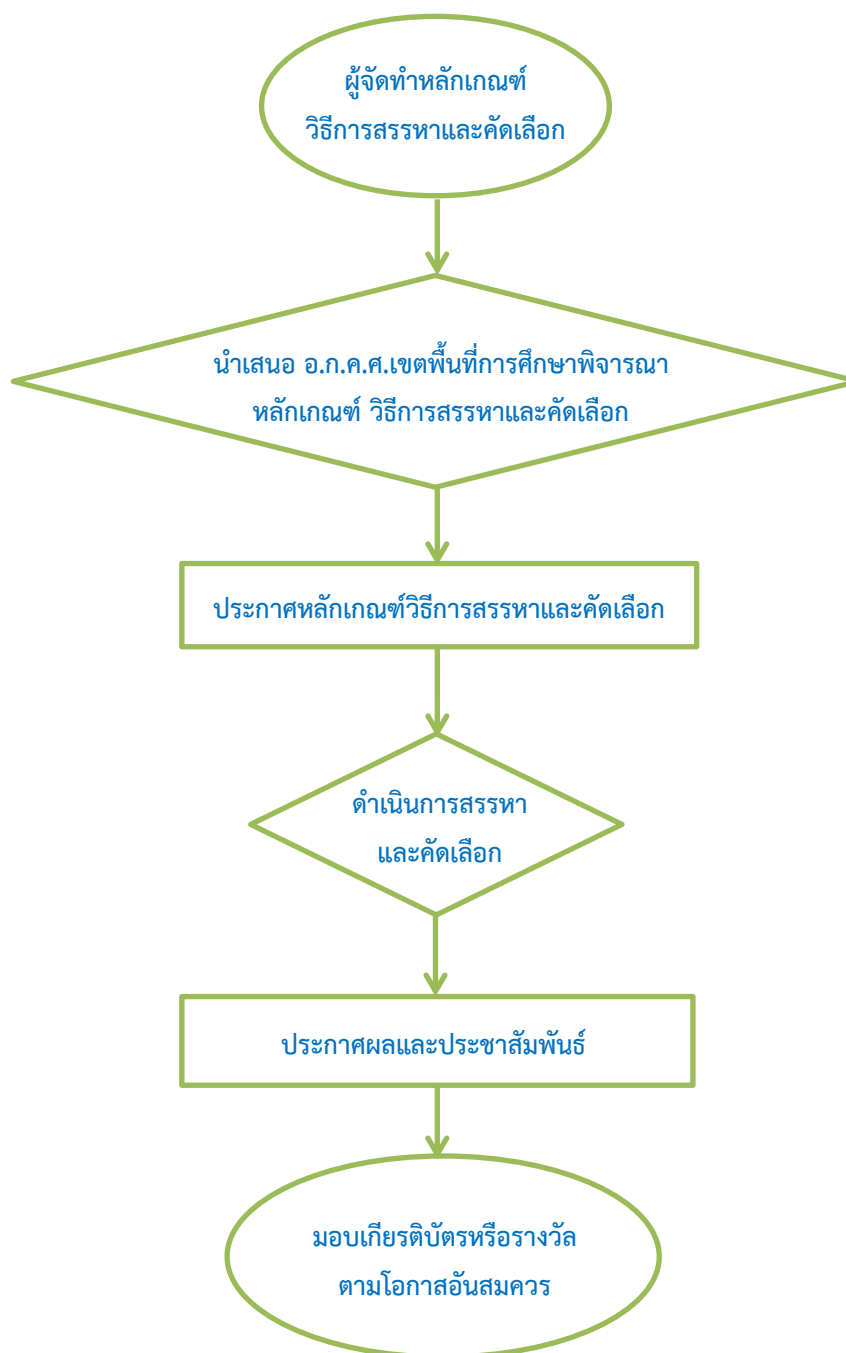 ผู้จัดทำหลักเกณฑ์
วิธีการสรรหาและคัดเลือก
นำเสนอ อ.ก.ค.ศ.เขตพื้นที่การศึกษาพิจารณา
หลักเกณฑ์ วิธีการสรรหาและคัดเลือก
ประกาศหลักเกณฑ์วิธีการสรรหาและคัดเลือก
ดำเนินการสรรหา
และคัดเลือก
ประกาศผลและประชาสัมพันธ์
มอบเกียรติบัตรหรือรางวัล
ตามโอกาสอันสมควร